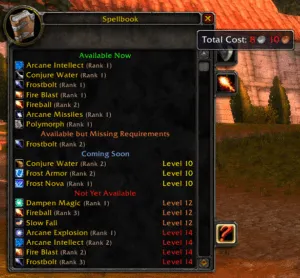 Spellbook
Total Cost: 8 10
Available Now
Arcane Intellect (Rank 1)
Conjure Water (Rank 1)
Frostbolt (Rank 1)
Fire Blast (Rank 1)
Fireball (Rank 2)
Arcane Missiles (Rank 1)
Polymorph (Rank 1)
Available but Missing Requirements
Frostbolt (Rank 2)
Coming Soon
Conjure Water (Rank 2) Level 10
Frost Armor (Rank 2) Level 10
Frost Nova (Rank 1) Level 10
Not Yet Available
Dampen Magic (Rank 1) Level 12
Fireball (Rank 3) Level 12
Slow Fall Level 12
Arcane Explosion (Rank 1) Level 14
Arcane Intellect (Rank 2) Level 14
Fire Blast (Rank 2) Level 14
Frostbolt (Rank 3) Level 14